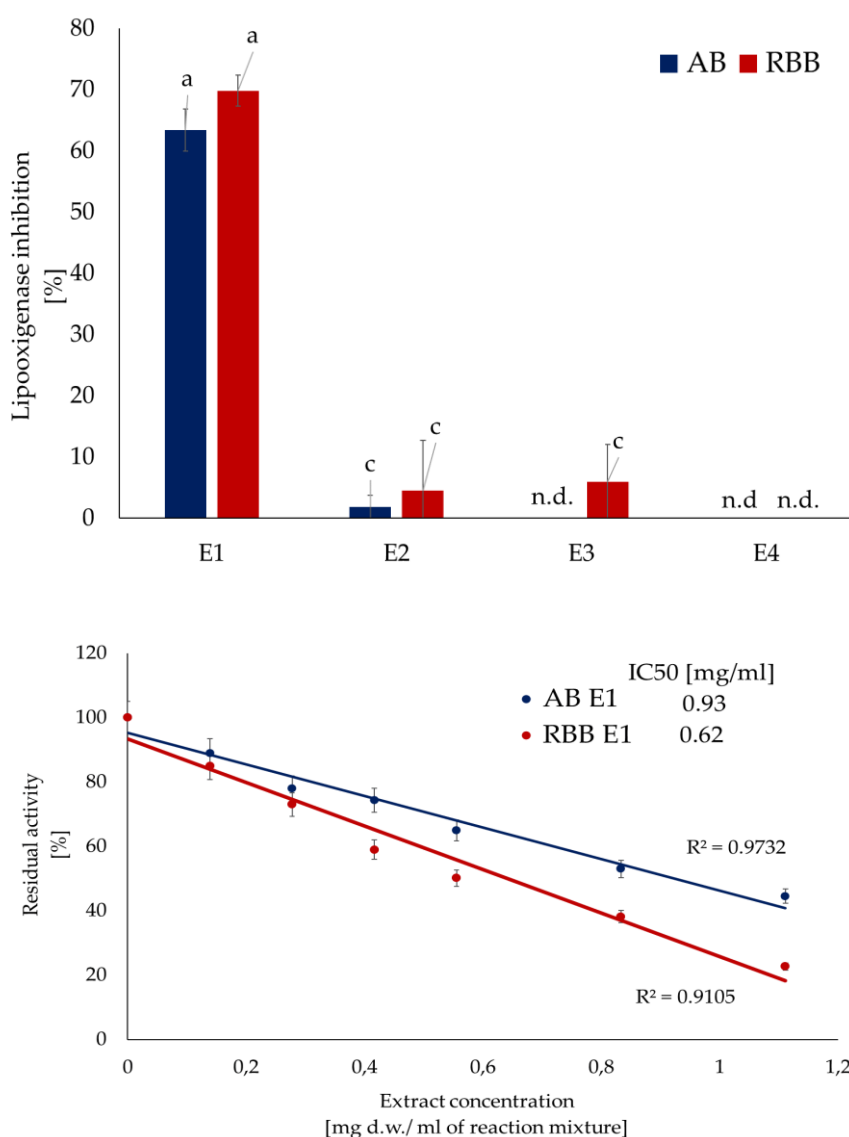 80
70
60
50
40
30
20
10
0
Lipooxigenase inhibition
[%]
AB RBB
a
a
c
c
n.d.
c
n.d
n.d.
E1 E2 E3 E4
120
100
80
60
40
20
0
Residual activity
[%]
IC50 [mg/ml]
AB E1 0.93
RBB E1 0.62
R² = 0.9732
R² = 0.9105
0 0,2 0,4 0,6 0,8 1 1,2
Extract concentration
[mg d.w./ ml of reaction mixture]